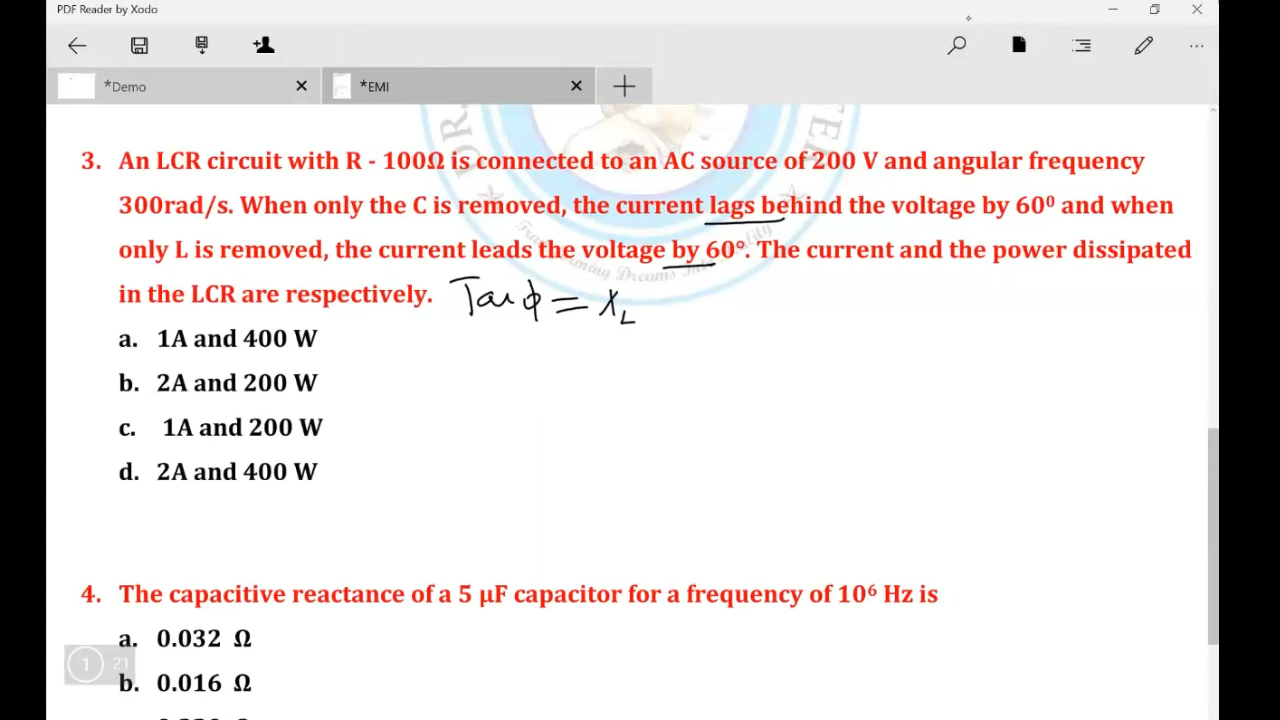 PDF Reader by Xodo
*Demo
*EMI
3. An LCR circuit with R - 100Ω is connected to an AC source of 200 V and angular frequency
300rad/s. When only the C is removed, the current lags behind the voltage by 60⁰ and when
only L is removed, the current leads the voltage by 60°. The current and the power dissipated
in the LCR are respectively. Tan ϕ = X_L
a. 1A and 400 W
b. 2A and 200 W
c. 1A and 200 W
d. 2A and 400 W
4. The capacitive reactance of a 5 μF capacitor for a frequency of 10⁶ Hz is
a. 0.032 Ω
1 21
b. 0.016 Ω